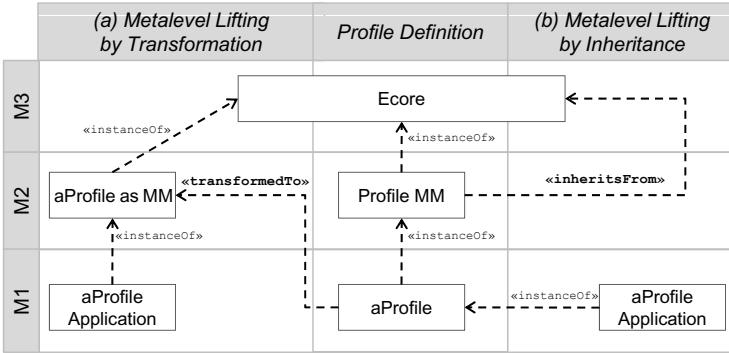 (a) Metalevel Lifting
by Transformation
Profile Definition
(b) Metalevel Lifting
by Inheritance
M3
Ecore
«instanceOf»
«instanceOf»
M2
aProfile as MM
«transformedTo»
Profile MM
«inheritsFrom»
«instanceOf»
«instanceOf»
M1
aProfile
Application
aProfile
«instanceOf»
aProfile
Application